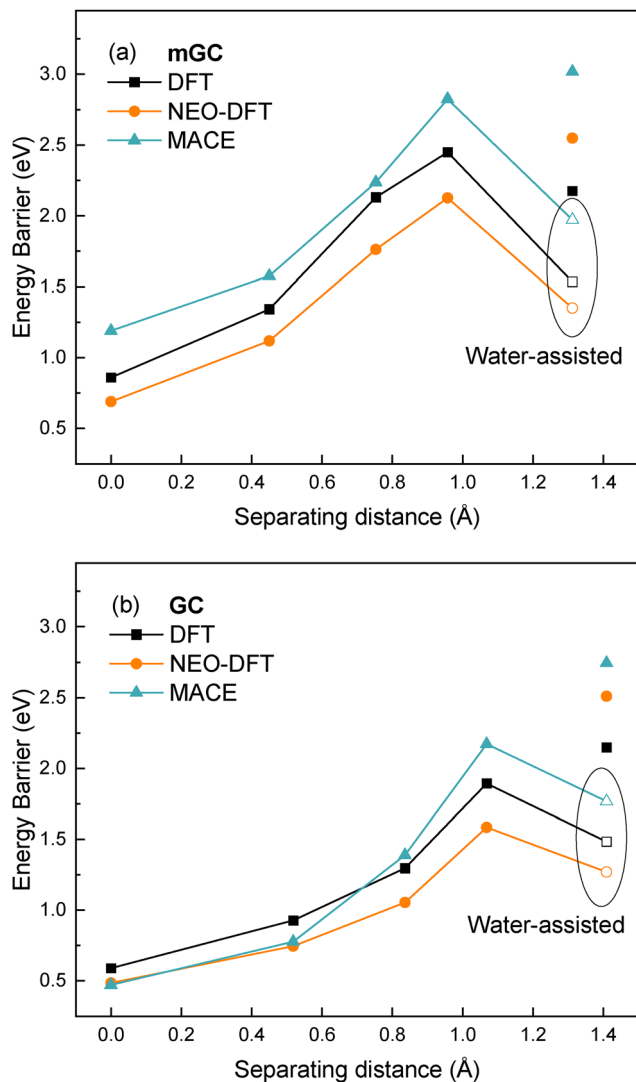 (a) mGC
DFT
NEO-DFT
MACE
3.0
2.5
2.0
1.5
1.0
0.5
Energy Barrier (eV)
Water-assisted
0.0 0.2 0.4 0.6 0.8 1.0 1.2 1.4
Separating distance (Å)
(b) GC
DFT
NEO-DFT
MACE
3.0
2.5
2.0
1.5
1.0
0.5
Energy Barrier (eV)
Water-assisted
0.0 0.2 0.4 0.6 0.8 1.0 1.2 1.4
Separating distance (Å)